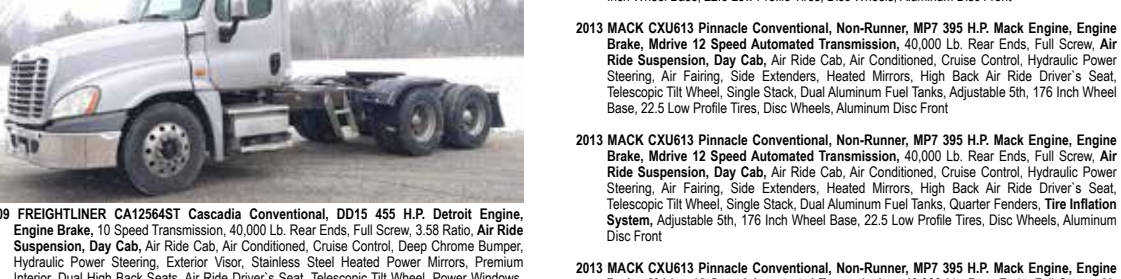 09 FREIGHTLINER CA12564ST Cascadia Conventional, DD15 455 H.P. Detroit Engine,
Engine Brake, 10 Speed Transmission, 40,000 Lb. Rear Ends, Full Screw, 3.58 Ratio, Air Ride
Suspension, Day Cab, Air Ride Cab, Air Conditioned, Cruise Control, Deep Chrome Bumper,
Hydraulic Power Steering, Exterior Visor, Stainless Steel Heated Power Mirrors, Premium
Interior, Dual High Back Seats, Air Ride Driver`s Seat, Telescopic Tilt Wheel, Power Windows,
Inch Wheel Base, 22.5 Low Profile Tires, Disc Wheels, Aluminum Disc Front
2013 MACK CXU613 Pinnacle Conventional, Non-Runner, MP7 395 H.P. Mack Engine, Engine
Brake, Mdrive 12 Speed Automated Transmission, 40,000 Lb. Rear Ends, Full Screw, Air
Ride Suspension, Day Cab, Air Ride Cab, Air Conditioned, Cruise Control, Hydraulic Power
Steering, Air Fairing, Side Extenders, Heated Mirrors, High Back Air Ride Driver`s Seat,
Telescopic Tilt Wheel, Single Stack, Dual Aluminum Fuel Tanks, Adjustable 5th, 176 Inch Wheel
Base, 22.5 Low Profile Tires, Disc Wheels, Aluminum Disc Front
2013 MACK CXU613 Pinnacle Conventional, Non-Runner, MP7 395 H.P. Mack Engine, Engine
Brake, Mdrive 12 Speed Automated Transmission, 40,000 Lb. Rear Ends, Full Screw, Air
Ride Suspension, Day Cab, Air Ride Cab, Air Conditioned, Cruise Control, Hydraulic Power
Steering, Air Fairing, Side Extenders, Heated Mirrors, High Back Air Ride Driver`s Seat,
Telescopic Tilt Wheel, Single Stack, Dual Aluminum Fuel Tanks, Quarter Fenders, Tire Inflation
System, Adjustable 5th, 176 Inch Wheel Base, 22.5 Low Profile Tires, Disc Wheels, Aluminum
Disc Front
2013 MACK CXU613 Pinnacle Conventional, Non-Runner, MP7 395 H.P. Mack Engine, Engine